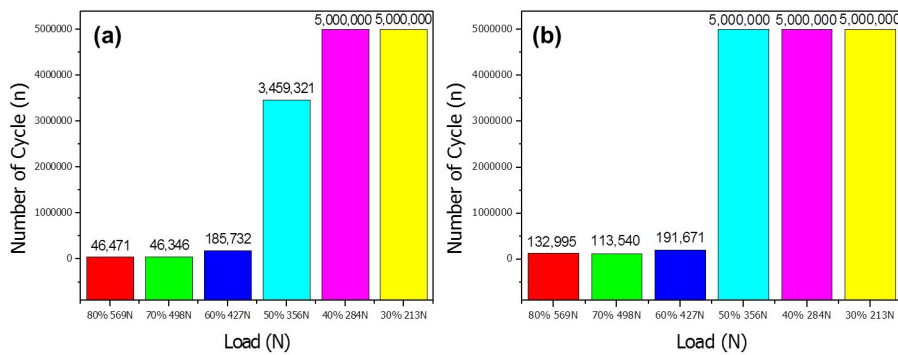 (a)
Number of Cycle (n)
5000000
4000000
3000000
2000000
1000000
0
46,471
46,346
185,732
3,459,321
5,000,000
5,000,000
80% 569N
70% 498N
60% 427N
50% 356N
40% 284N
30% 213N
Load (N)
(b)
Number of Cycle (n)
5000000
4000000
3000000
2000000
1000000
0
132,995
113,540
191,671
5,000,000
5,000,000
5,000,000
80% 569N
70% 498N
60% 427N
50% 356N
40% 284N
30% 213N
Load (N)